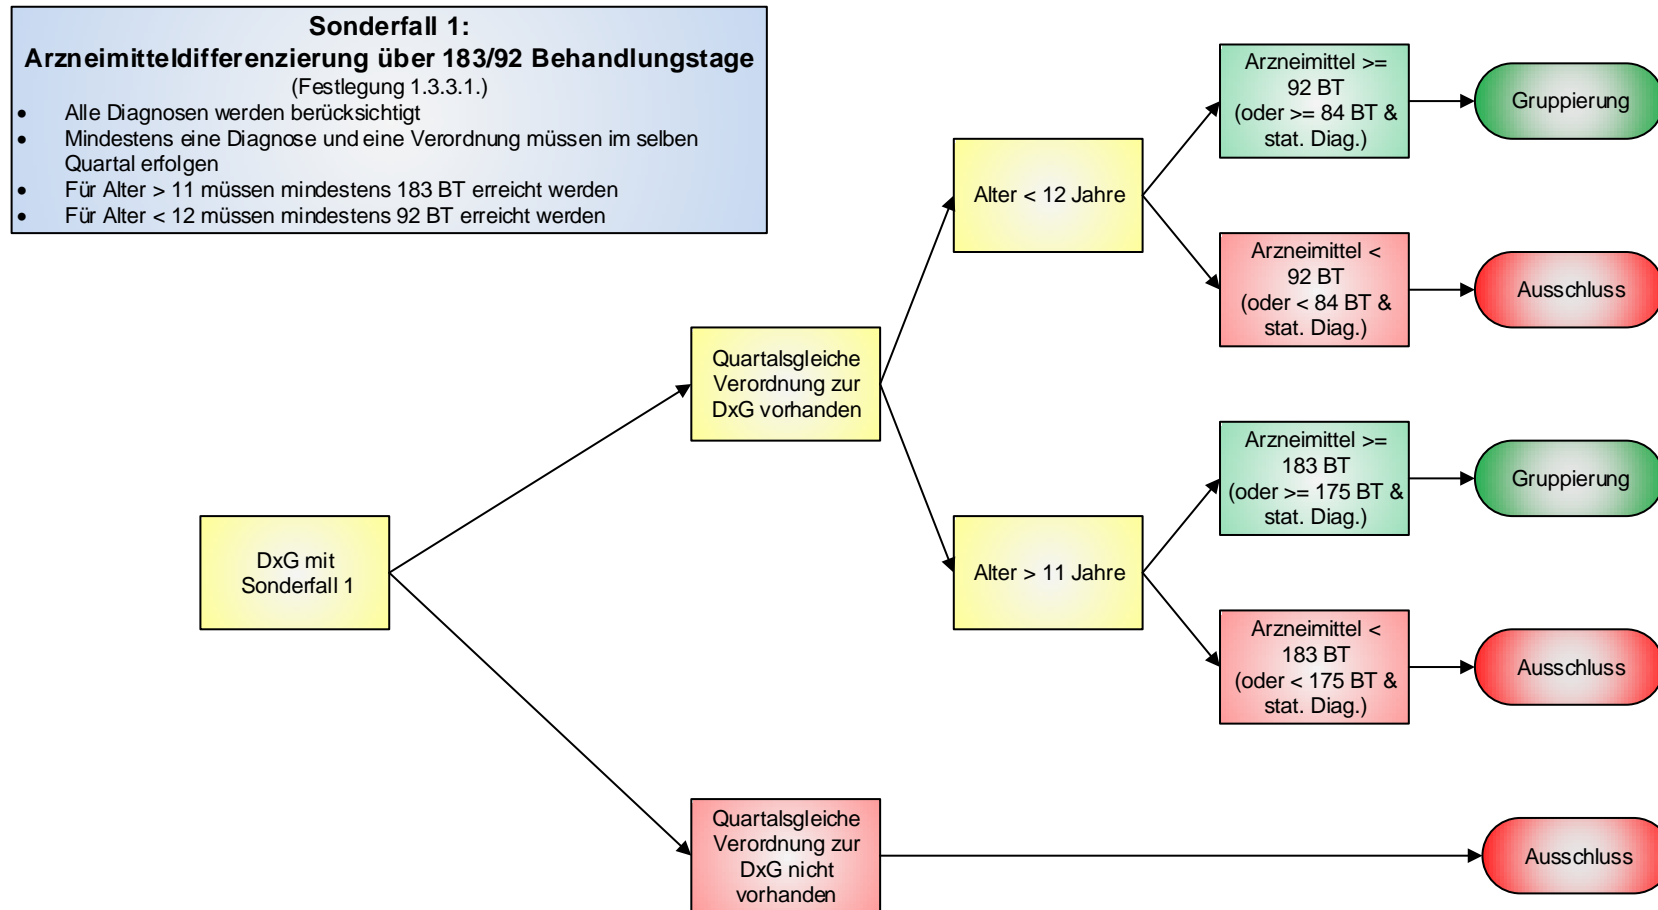 Sonderfall 1:
Arzneimitteldifferenzierung über 183/92 Behandlungstage
(Festlegung 1.3.3.1.)
• Alle Diagnosen werden berücksichtigt
• Mindestens eine Diagnose und eine Verordnung müssen im selben
Quartal erfolgen
• Für Alter > 11 müssen mindestens 183 BT erreicht werden
• Für Alter < 12 müssen mindestens 92 BT erreicht werden
DxG mit
Sonderfall 1
Quartalsgleiche
Verordnung zur
DxG vorhanden
Alter < 12 Jahre
Arzneimittel >=
92 BT
(oder >= 84 BT &
stat. Diag.)
Gruppierung
Arzneimittel <
92 BT
(oder < 84 BT &
stat. Diag.)
Ausschluss
Alter > 11 Jahre
Arzneimittel >=
183 BT
(oder >= 175 BT &
stat. Diag.)
Gruppierung
Arzneimittel <
183 BT
(oder < 175 BT &
stat. Diag.)
Ausschluss
Quartalsgleiche
Verordnung zur
DxG nicht
vorhanden
Ausschluss